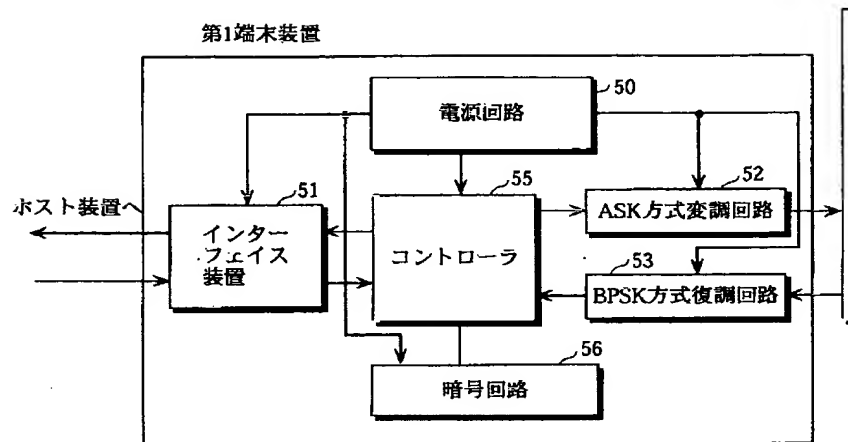 第1端末装置
50
電源回路
51
55
52
ホスト装置へ
インター
フェイス
装置
コントローラ
ASK方式変調回路
53
BPSK方式復調回路
56
暗号回路